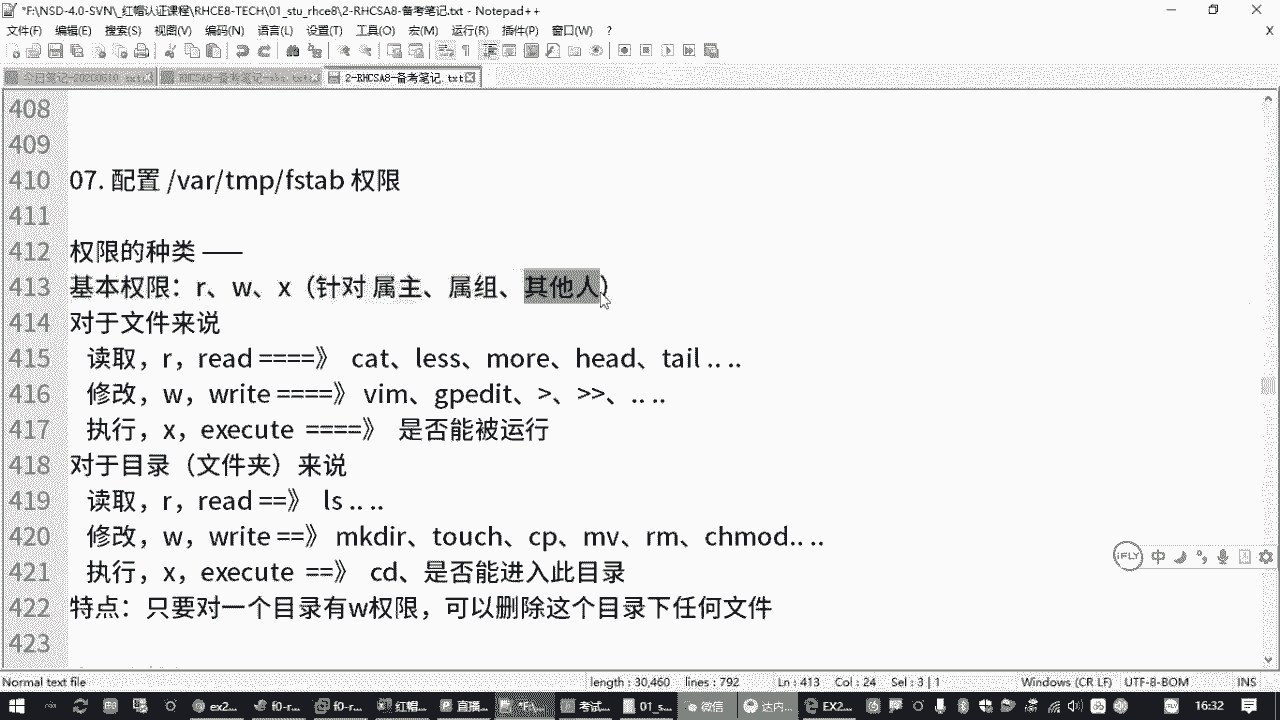 *F:\NSD-4.0-SVN\_红帽认证课程\RHCE8-TECH\01_stu_rhce8\2-RHCSA8-备考笔记.txt - Notepad++
文件(F) 编辑(E) 搜索(S) 视图(V) 编码(N) 语言(L) 设置(T) 工具(O) 宏(M) 运行(R) 插件(P) 窗口(W) ? X
2-RHCSA8-备考笔记.txt
408
409
410 07. 配置 /var/tmp/fstab 权限
411
412 权限的种类 ——
413 基本权限：r、w、x（针对 属主、属组、其他人）
414 对于文件来说
415 读取，r，read ====》 cat、less、more、head、tail .. ..
416 修改，w，write ====》 vim、gpedit、>、>>、.. ..
417 执行，x，execute ====》 是否能被运行
418 对于目录（文件夹）来说
419 读取，r，read ==》 ls .. ..
420 修改，w，write ==》 mkdir、touch、cp、mv、rm、chmod.. ..
421 执行，x，execute ==》 cd、是否能进入此目录
422 特点：只要对一个目录有w权限，可以删除这个目录下任何文件
423
iFLY 中
Normal text file length : 30,460 lines : 792 Ln : 413 Col : 24 Sel : 3 | 1 Windows (CR LF) UTF-8-BOM INS
ex2... f0-r... f0-r... 红帽... 直播... *F:\... 考试... 01_s... 微信 达内... EX2... 中 16:32